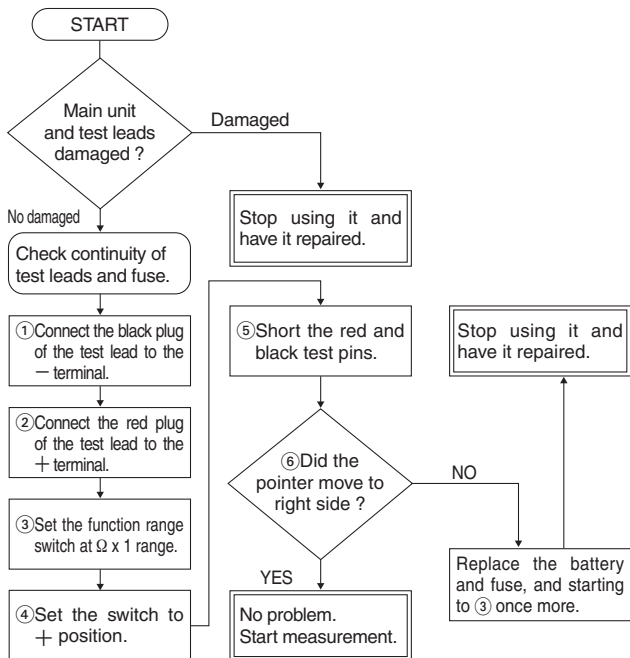 START
Main unit
and test leads
damaged ?
Damaged
No damaged
Stop using it and
have it repaired.
Check continuity of
test leads and fuse.
①Connect the black plug
of the test lead to the
− terminal.
②Connect the red plug
of the test lead to the
+ terminal.
③Set the function range
switch at Ω x 1 range.
④Set the switch to
+ position.
⑤Short the red and
black test pins.
⑥Did the
pointer move to
right side ?
YES
No problem.
Start measurement.
NO
Replace the battery
and fuse, and starting
to ③ once more.
Stop using it and
have it repaired.